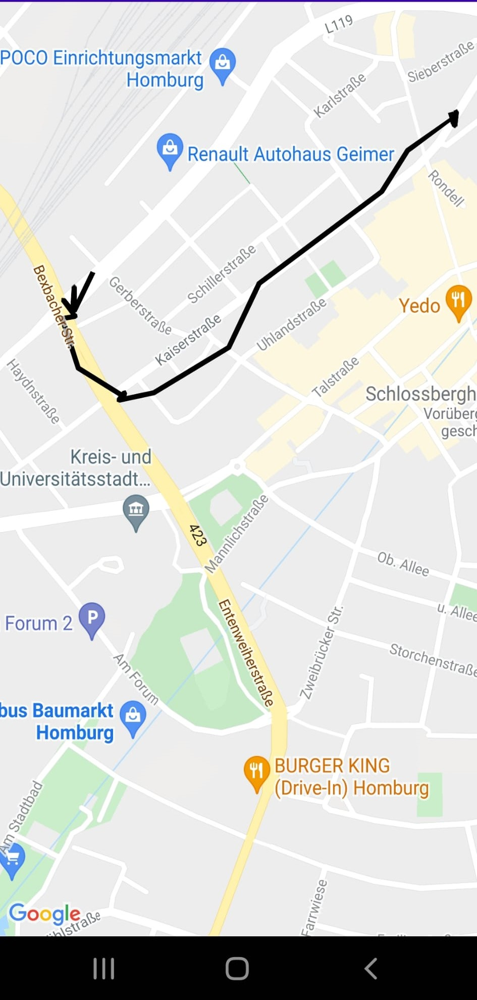 L119
POCO Einrichtungsmarkt
Homburg
Sieberstraße
Karlstraße
Renault Autohaus Geimer
Rondell
Bexbacher Str.
Schillerstraße
Gerberstraße
Yedo
Uhlandstraße
Kaiserstraße
Haydnstraße
Talstraße
Schlossbergh
Vorüberg
gesch
Kreis- und
Universitätsstadt...
423
Mannlichstraße
Ob. Allee
Forum 2
P
Entenweiherstraße
u. Allee
Zweibrücker Str.
Storchenstraße
Am Forum
bus Baumarkt
Homburg
BURGER KING
(Drive-In) Homburg
Am Stadtbad
Farrwiese
Google
ühlstraße